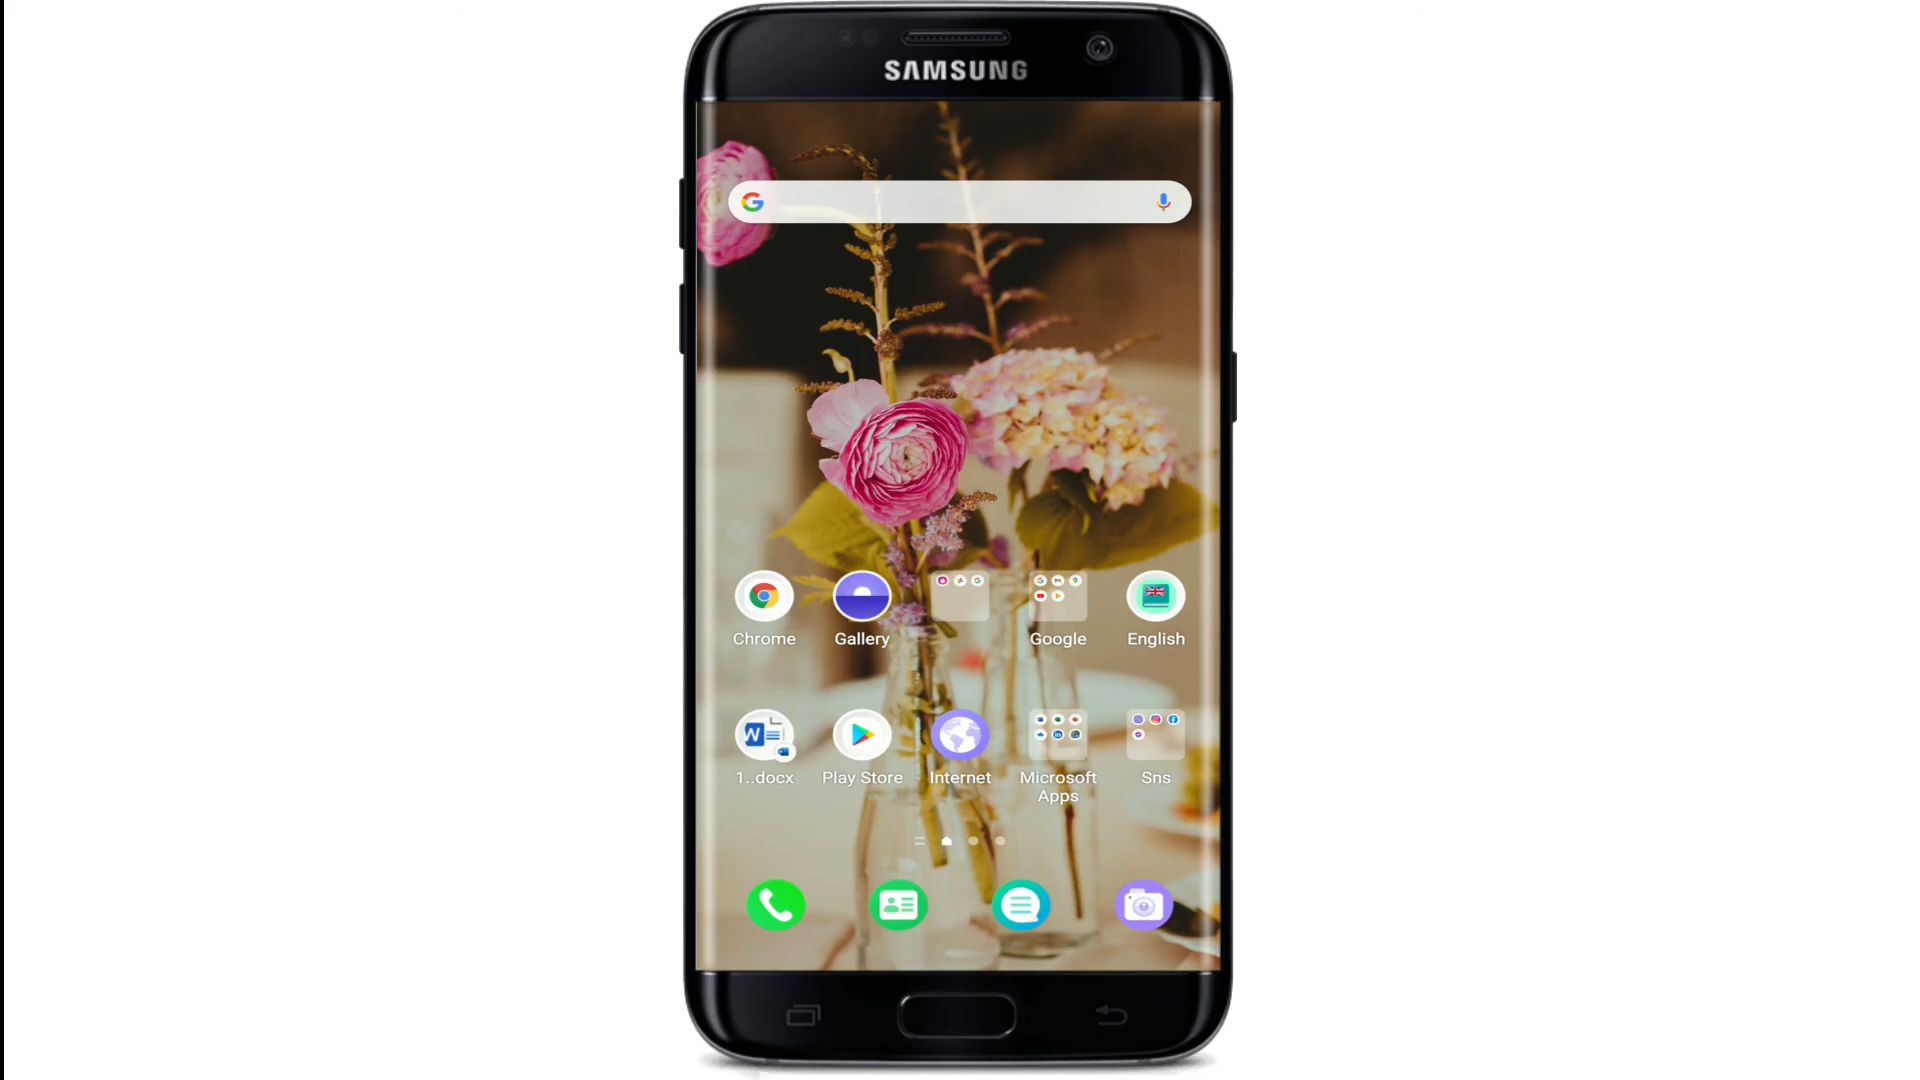 SAMSUNG
Chrome
Gallery
Google
English
1..docx
Play Store
Internet
Microsoft
Apps
Sns